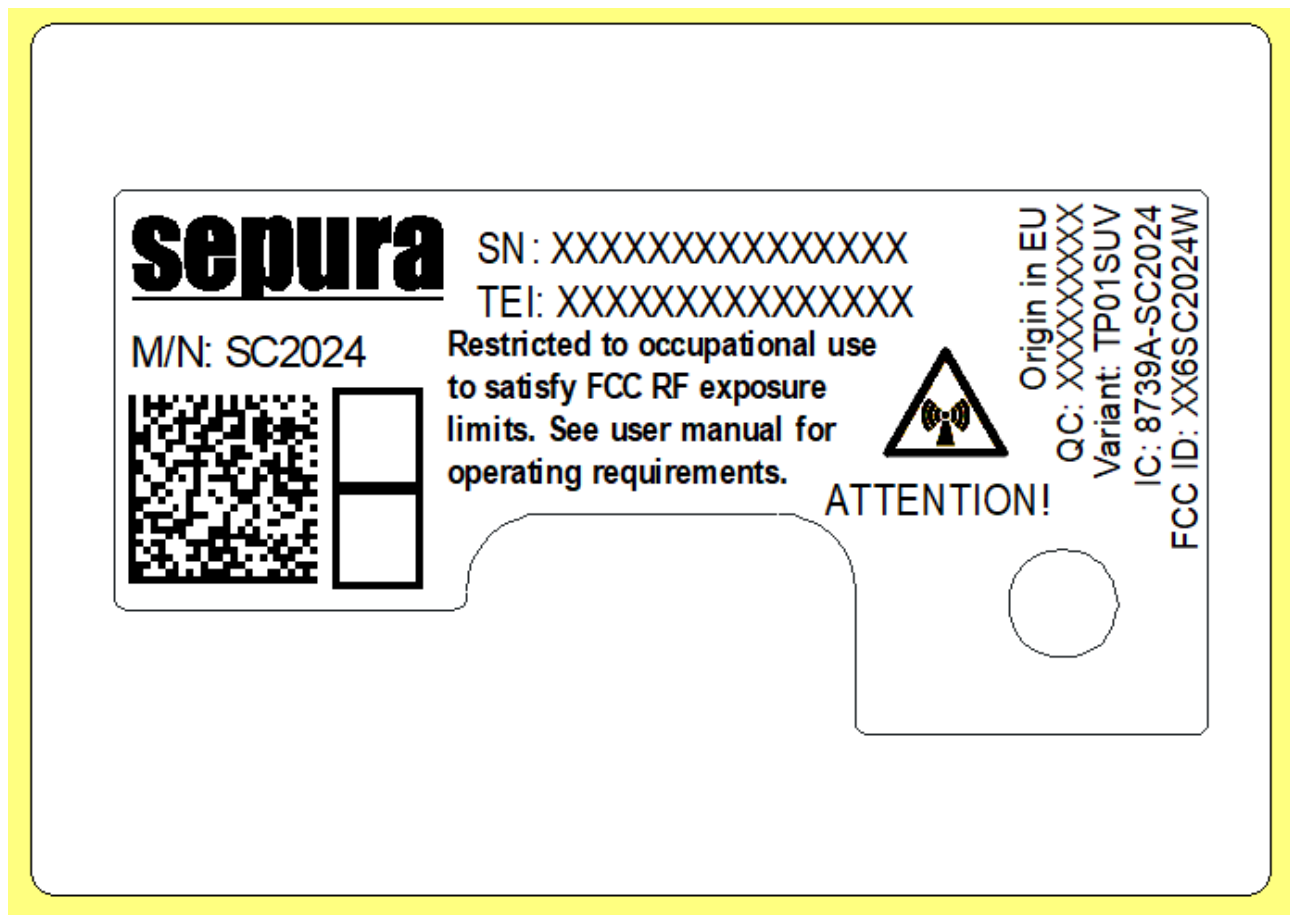 sepura
SN: XXXXXXXXXXXXXXX
TEI: XXXXXXXXXXXXXXX
M/N: SC2024
Restricted to occupational use
to satisfy FCC RF exposure
limits. See user manual for
operating requirements.
ATTENTION!
Origin in EU
QC: XXXXXXXXXX
Variant: TP01SUV
IC: 8739A-SC2024
FCC ID: XX6SC2024W